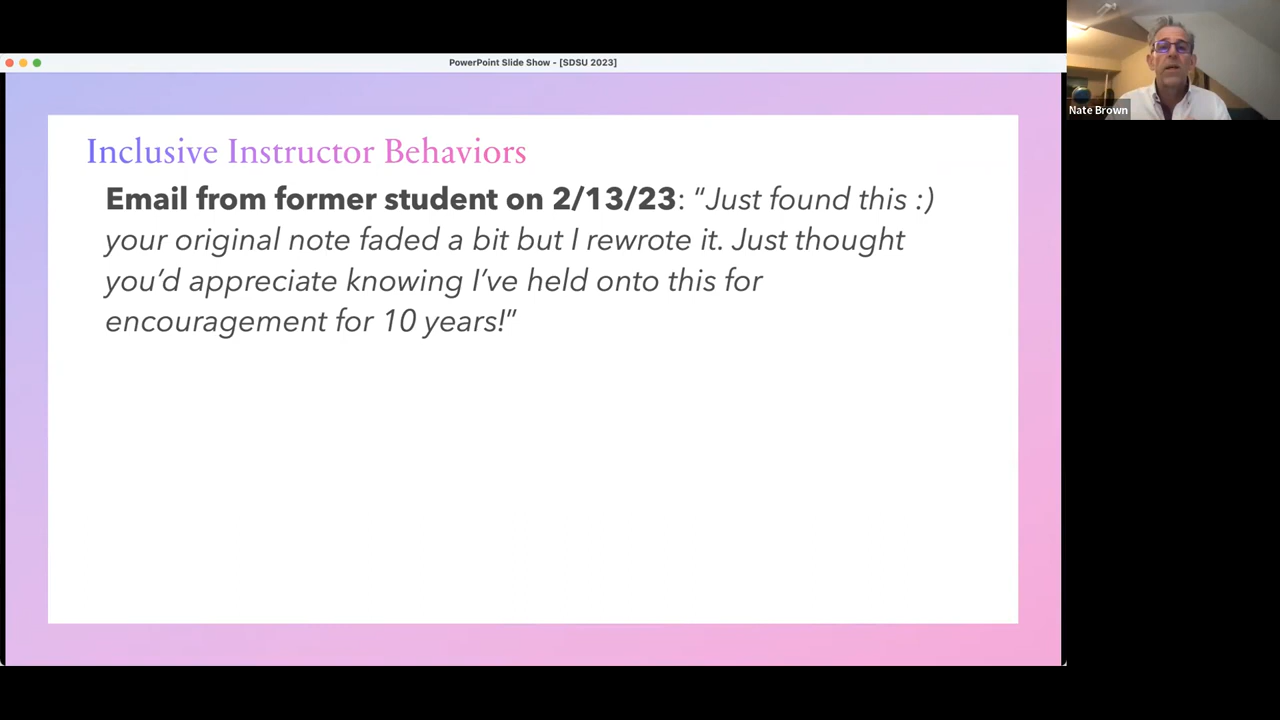 PowerPoint Slide Show - [SDSU 2023]
Nate Brown
Inclusive Instructor Behaviors
Email from former student on 2/13/23: “Just found this :)
your original note faded a bit but I rewrote it. Just thought
you’d appreciate knowing I’ve held onto this for
encouragement for 10 years!”